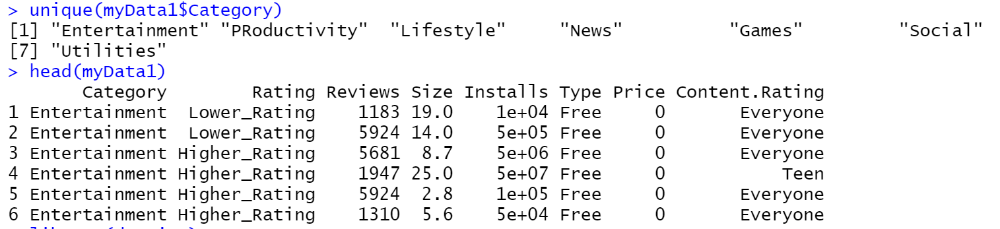 > unique(myData1$Category)
[1] "Entertainment" "PRoductivity"  "Lifestyle"     "News"          "Games"         "Social"
[7] "Utilities"
> head(myData1)
       Category        Rating Reviews Size Installs Type Price Content.Rating
1 Entertainment  Lower_Rating    1183 19.0    1e+04 Free     0       Everyone
2 Entertainment  Lower_Rating    5924 14.0    5e+05 Free     0       Everyone
3 Entertainment Higher_Rating    5681  8.7    5e+06 Free     0       Everyone
4 Entertainment Higher_Rating    1947 25.0    5e+07 Free     0           Teen
5 Entertainment Higher_Rating    5924  2.8    1e+05 Free     0       Everyone
6 Entertainment Higher_Rating    1310  5.6    5e+04 Free     0       Everyone